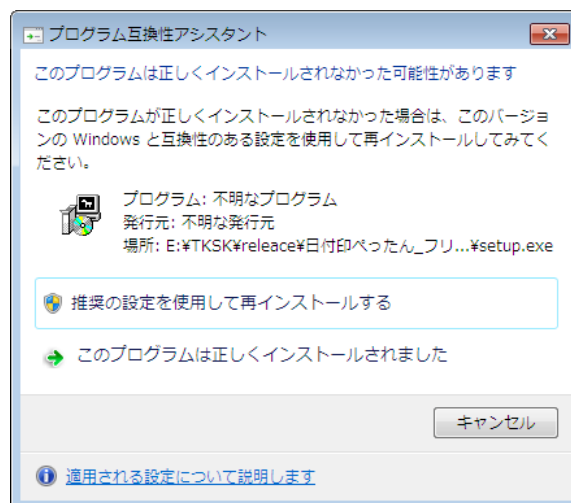 プログラム互換性アシスタント
このプログラムは正しくインストールされなかった可能性があります
このプログラムが正しくインストールされなかった場合は、このバージョ
ンの Windows と互換性のある設定を使用して再インストールしてみてく
ださい。
プログラム: 不明なプログラム
発行元: 不明な発行元
場所: E:¥TKSK¥releace¥日付印ぺったん_フリ...¥setup.exe
推奨の設定を使用して再インストールする
このプログラムは正しくインストールされました
キャンセル
適用される設定について説明します